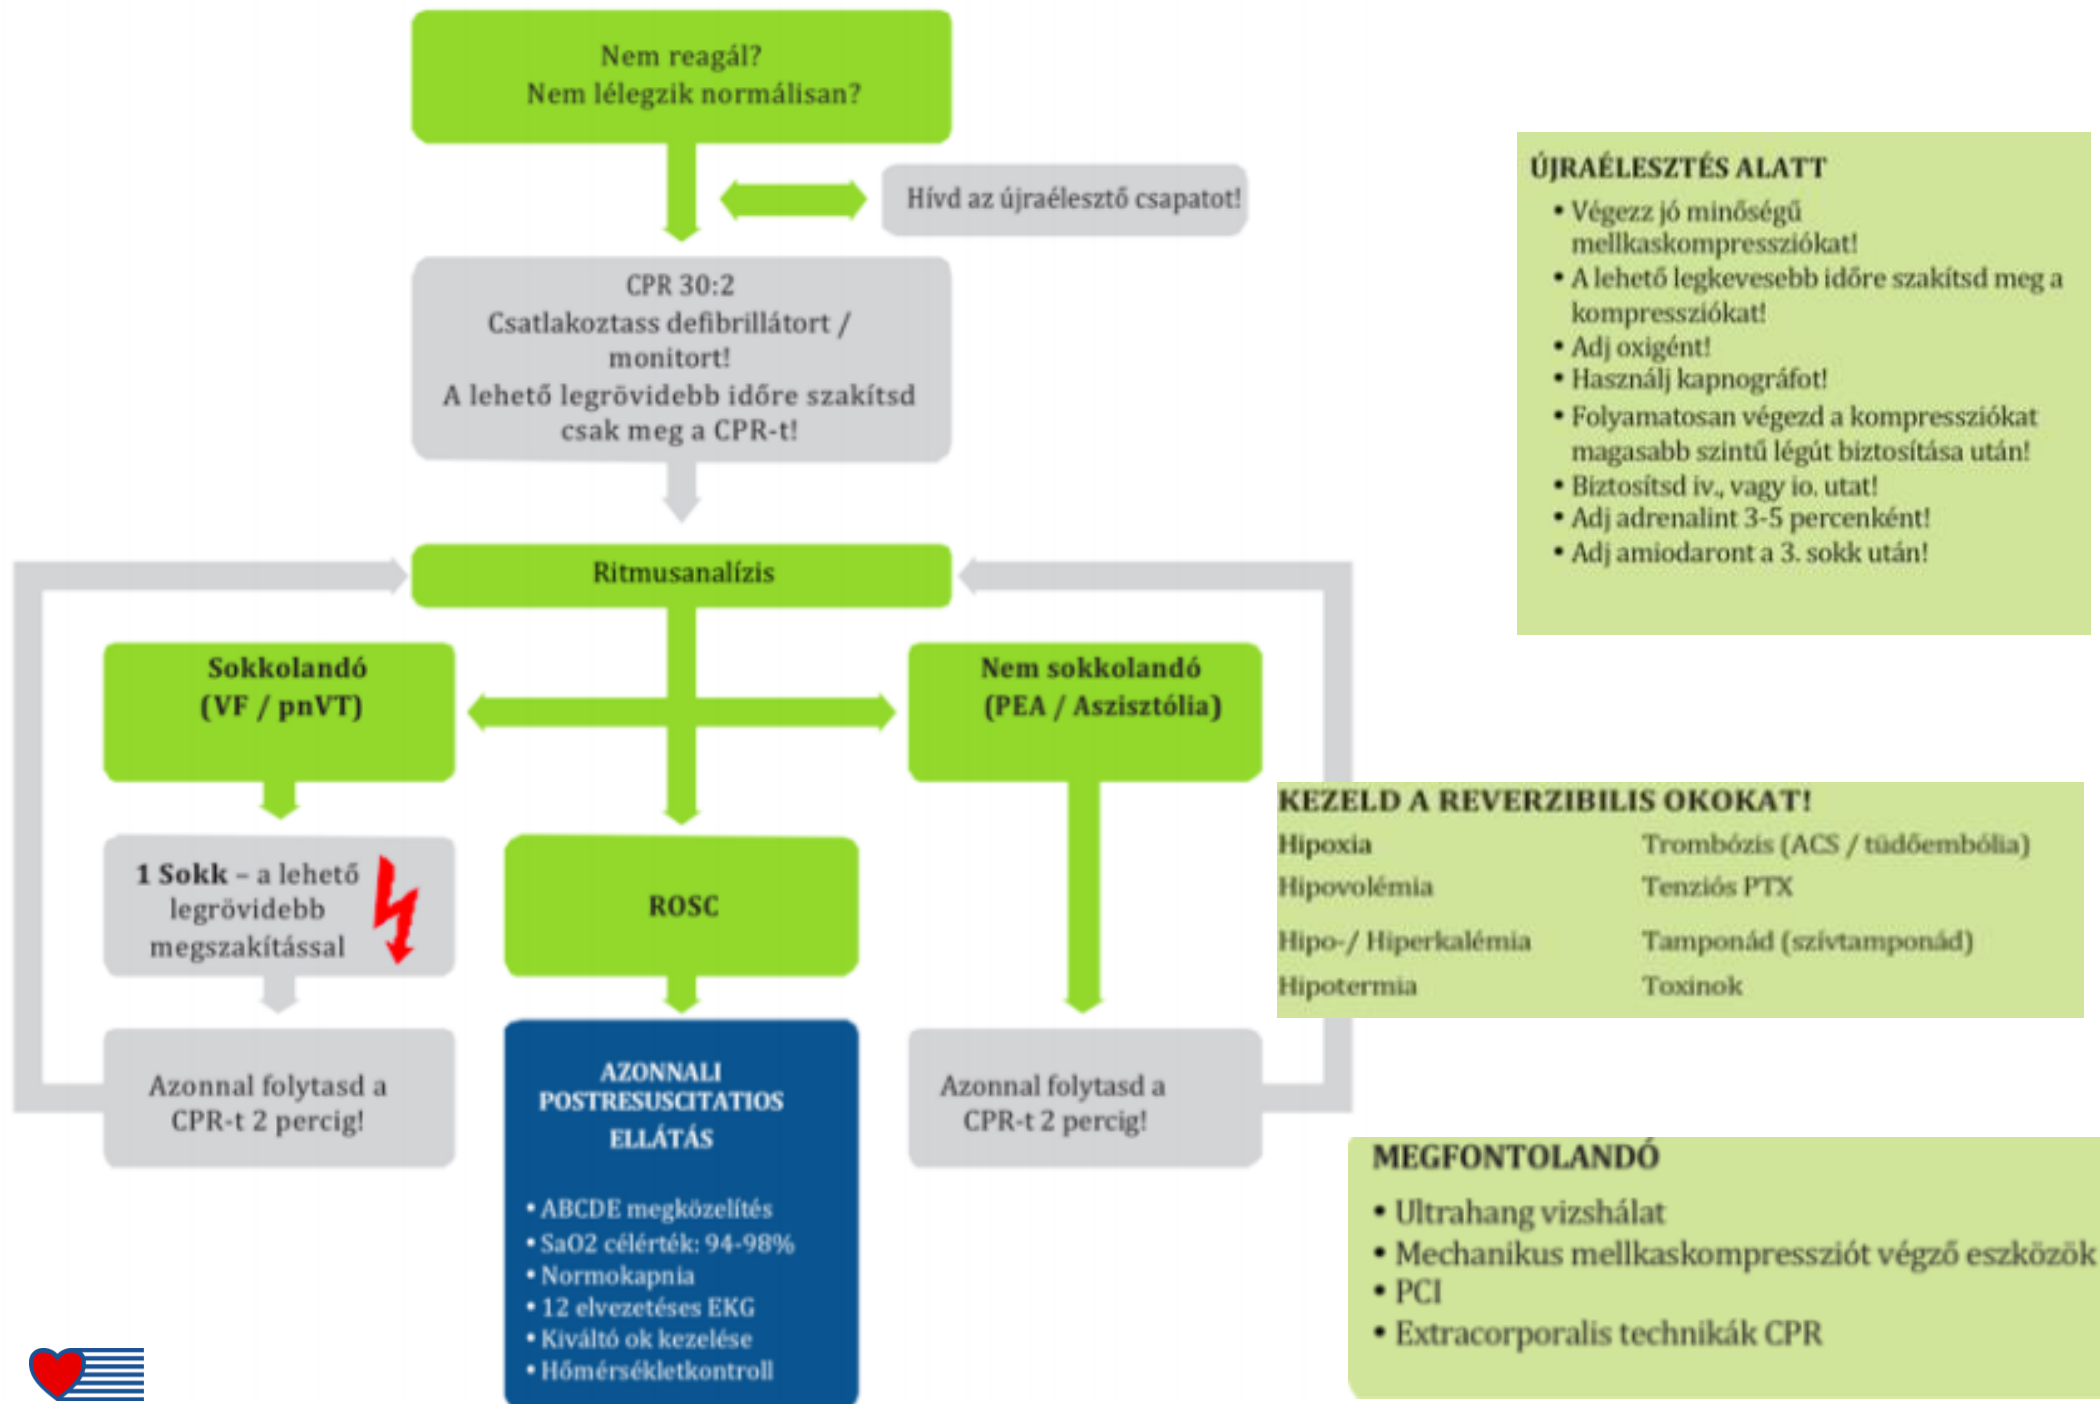 Nem reagál?
Nem lélegzik normálisan?
Hívd az újraélesztő csapatot!
CPR 30:2
Csatlakoztass defibrillátort /
monitort!
A lehető legrövidebb időre szakítsd
csak meg a CPR-t!
Ritmusanalízis
Sokkolandó
(VF / pnVT)
Nem sokkolandó
(PEA / Aszisztólia)
1 Sokk – a lehető
legrövidebb
megszakítással
ROSC
Azonnal folytasd a
CPR-t 2 percig!
AZONNALI
POSTRESUSCITATIOS
ELLÁTÁS
• ABCDE megközelítés
• SaO2 célérték: 94-98%
• Normokapnia
• 12 elvezetéses EKG
• Kiváltó ok kezelése
• Hőmérsékletkontroll
Azonnal folytasd a
CPR-t 2 percig!
ÚJRAÉLESZTÉS ALATT
• Végezz jó minőségű
mellkaskompressziókat!
• A lehető legkevesebb időre szakítsd meg a
kompressziókat!
• Adj oxigént!
• Használj kapnográfot!
• Folyamatosan végezd a kompressziókat
magasabb szintű légút biztosítása után!
• Biztosítsd iv., vagy io. utat!
• Adj adrenalint 3-5 percenként!
• Adj amiodaront a 3. sokk után!
KEZELD A REVERZIBILIS OKOKAT!
Hipoxia Trombózis (ACS / tüdőembólia)
Hipovolémia Tenziós PTX
Hipo-/ Hiperkalémia Tamponád (szívtamponád)
Hipotermia Toxinok
MEGFONTOLANDÓ
• Ultrahang vizshálat
• Mechanikus mellkaskompressziót végző eszközök
• PCI
• Extracorporalis technikák CPR